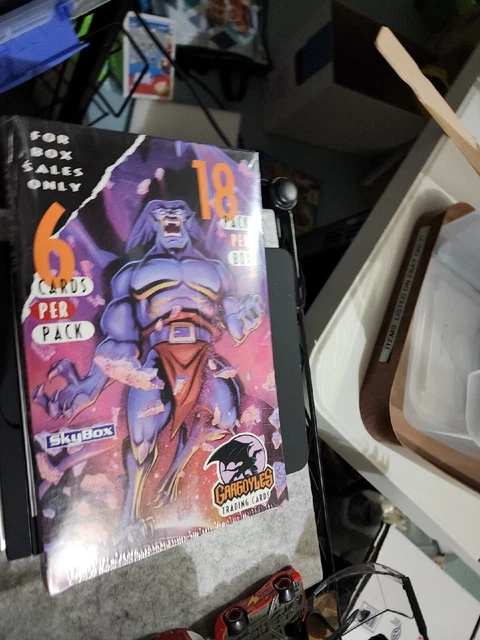 FOR
BOX
SALES
ONLY
18
PACKS
PER
BOX
6
CARDS
PER
PACK
SkyBox
GARGOYLES
TRADING CARDS